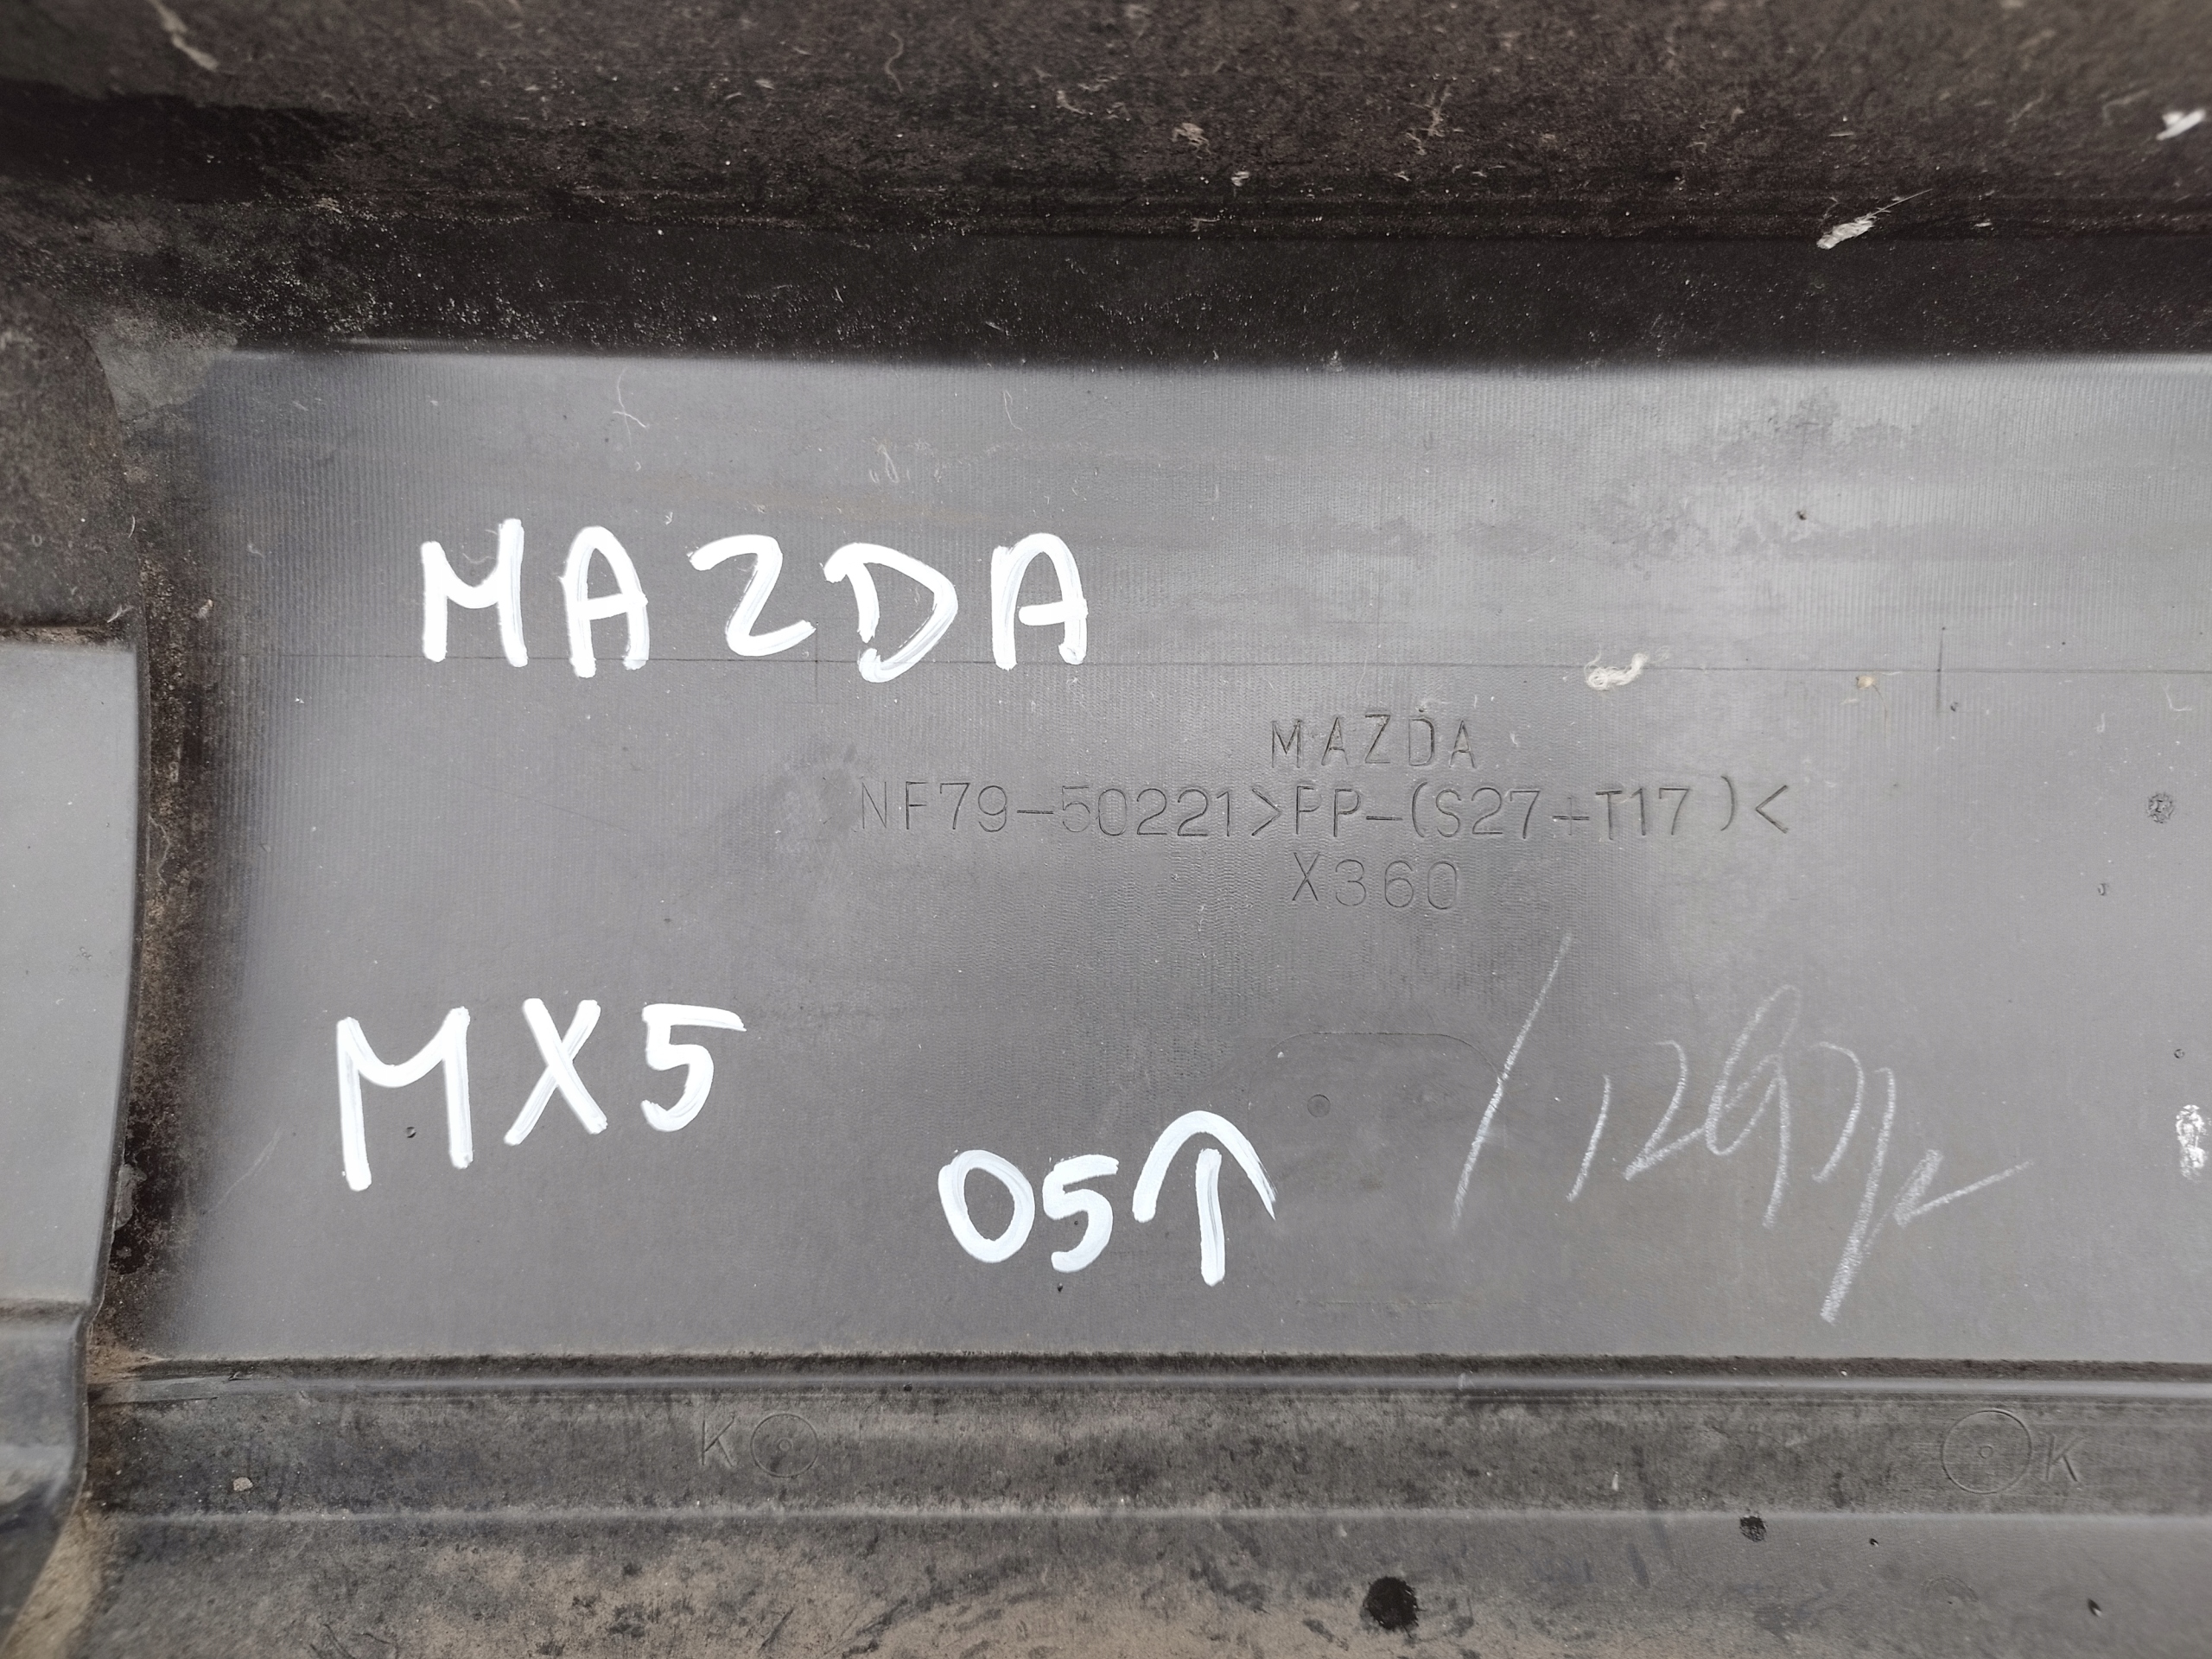 MAZDA
MAZDA
NF79-50221>PP-(S27+T17)<
X360
MX5
05↑
K
K